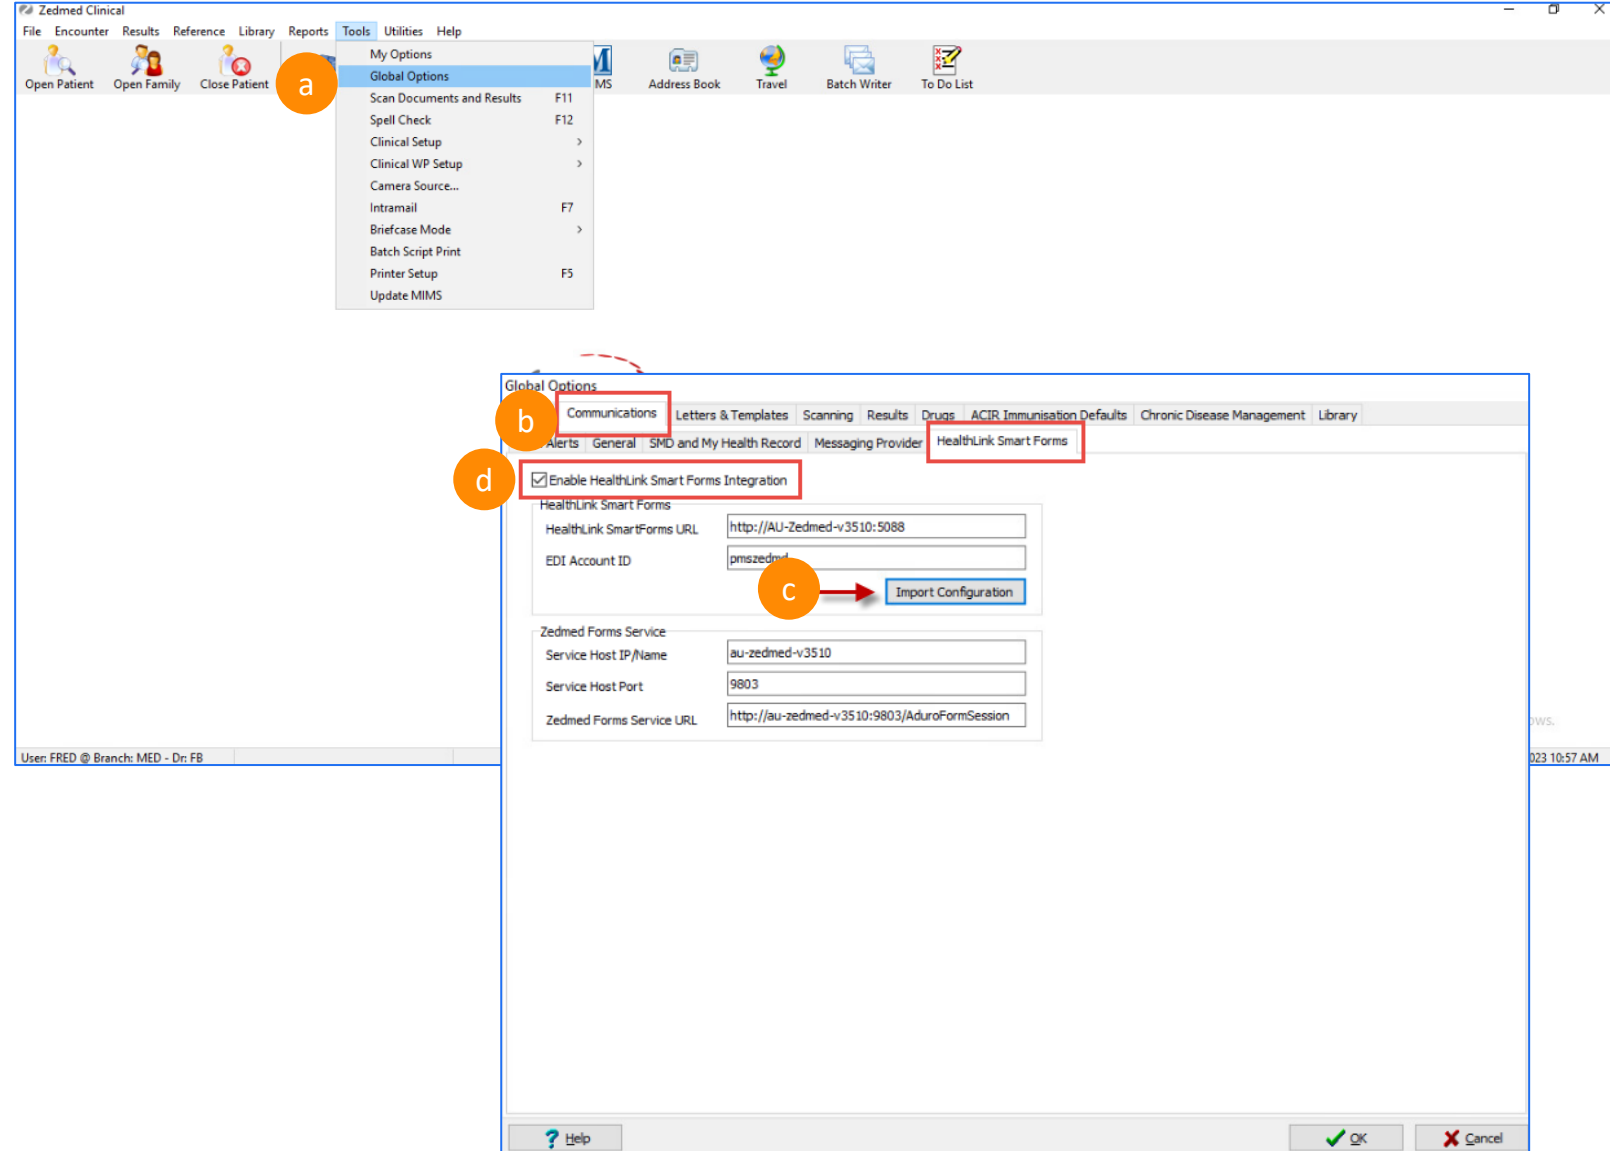 Zedmed Clinical
File Encounter Results Reference Library Reports Tools Utilities Help
Open Patient Open Family Close Patient MS Address Book Travel Batch Writer To Do List
a
My Options
Global Options
Scan Documents and Results F11
Spell Check F12
Clinical Setup
Clinical WP Setup
Camera Source...
Intramail F7
Briefcase Mode
Batch Script Print
Printer Setup F5
Update MIMS
Global Options
b
Communications Letters & Templates Scanning Results Drugs ACIR Immunisation Defaults Chronic Disease Management Library
Alerts General SMD and My Health Record Messaging Provider HealthLink Smart Forms
d
Enable HealthLink Smart Forms Integration
HealthLink Smart Forms
HealthLink SmartForms URL http://AU-Zedmed-v3510:5088
EDI Account ID pmszedmd
c
Import Configuration
Zedmed Forms Service
Service Host IP/Name au-zedmed-v3510
Service Host Port 9803
Zedmed Forms Service URL http://au-zedmed-v3510:9803/AduroFormSession
ows.
User: FRED @ Branch: MED - Dr: FB
023 10:57 AM
Help OK Cancel